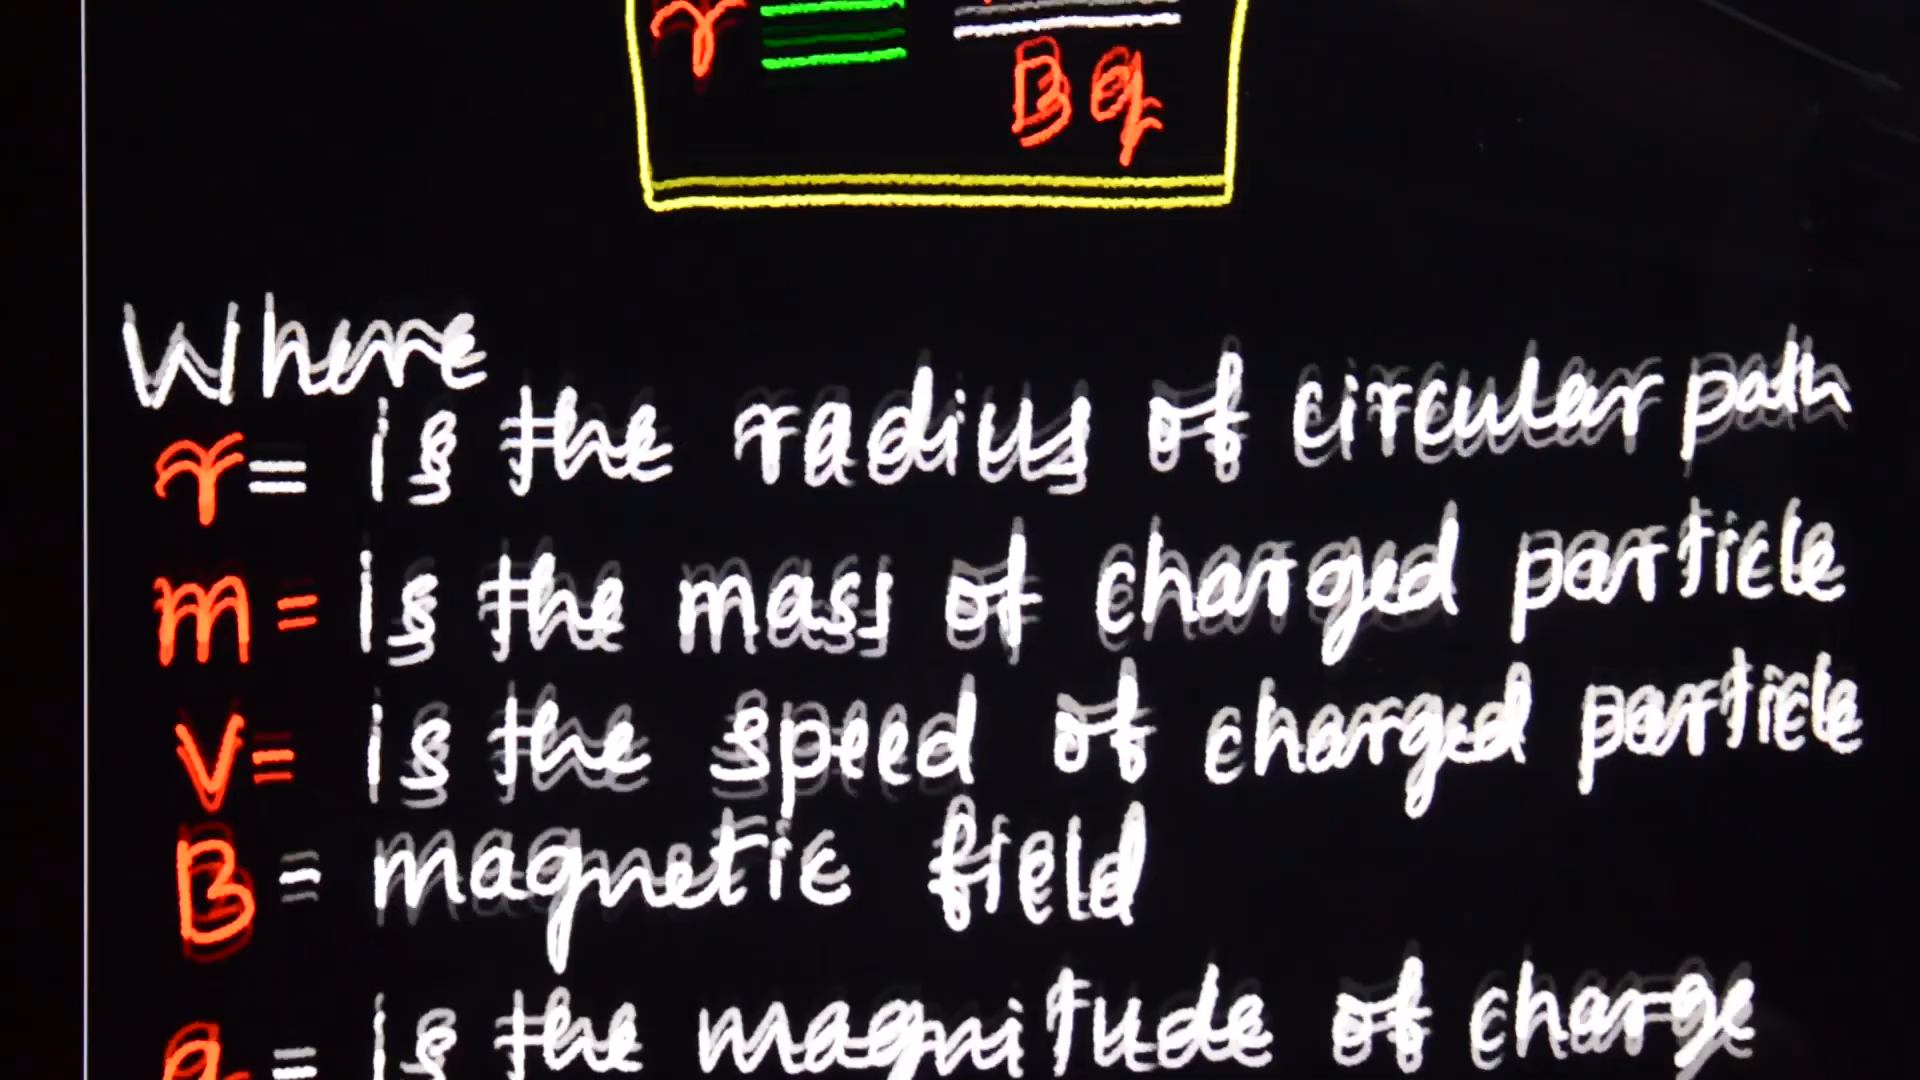 r =
Bq
Where
r = is the radius of circular path
m = is the mass of charged particle
v = is the speed of charged particle
B = magnetic field
q = is the magnitude of charge